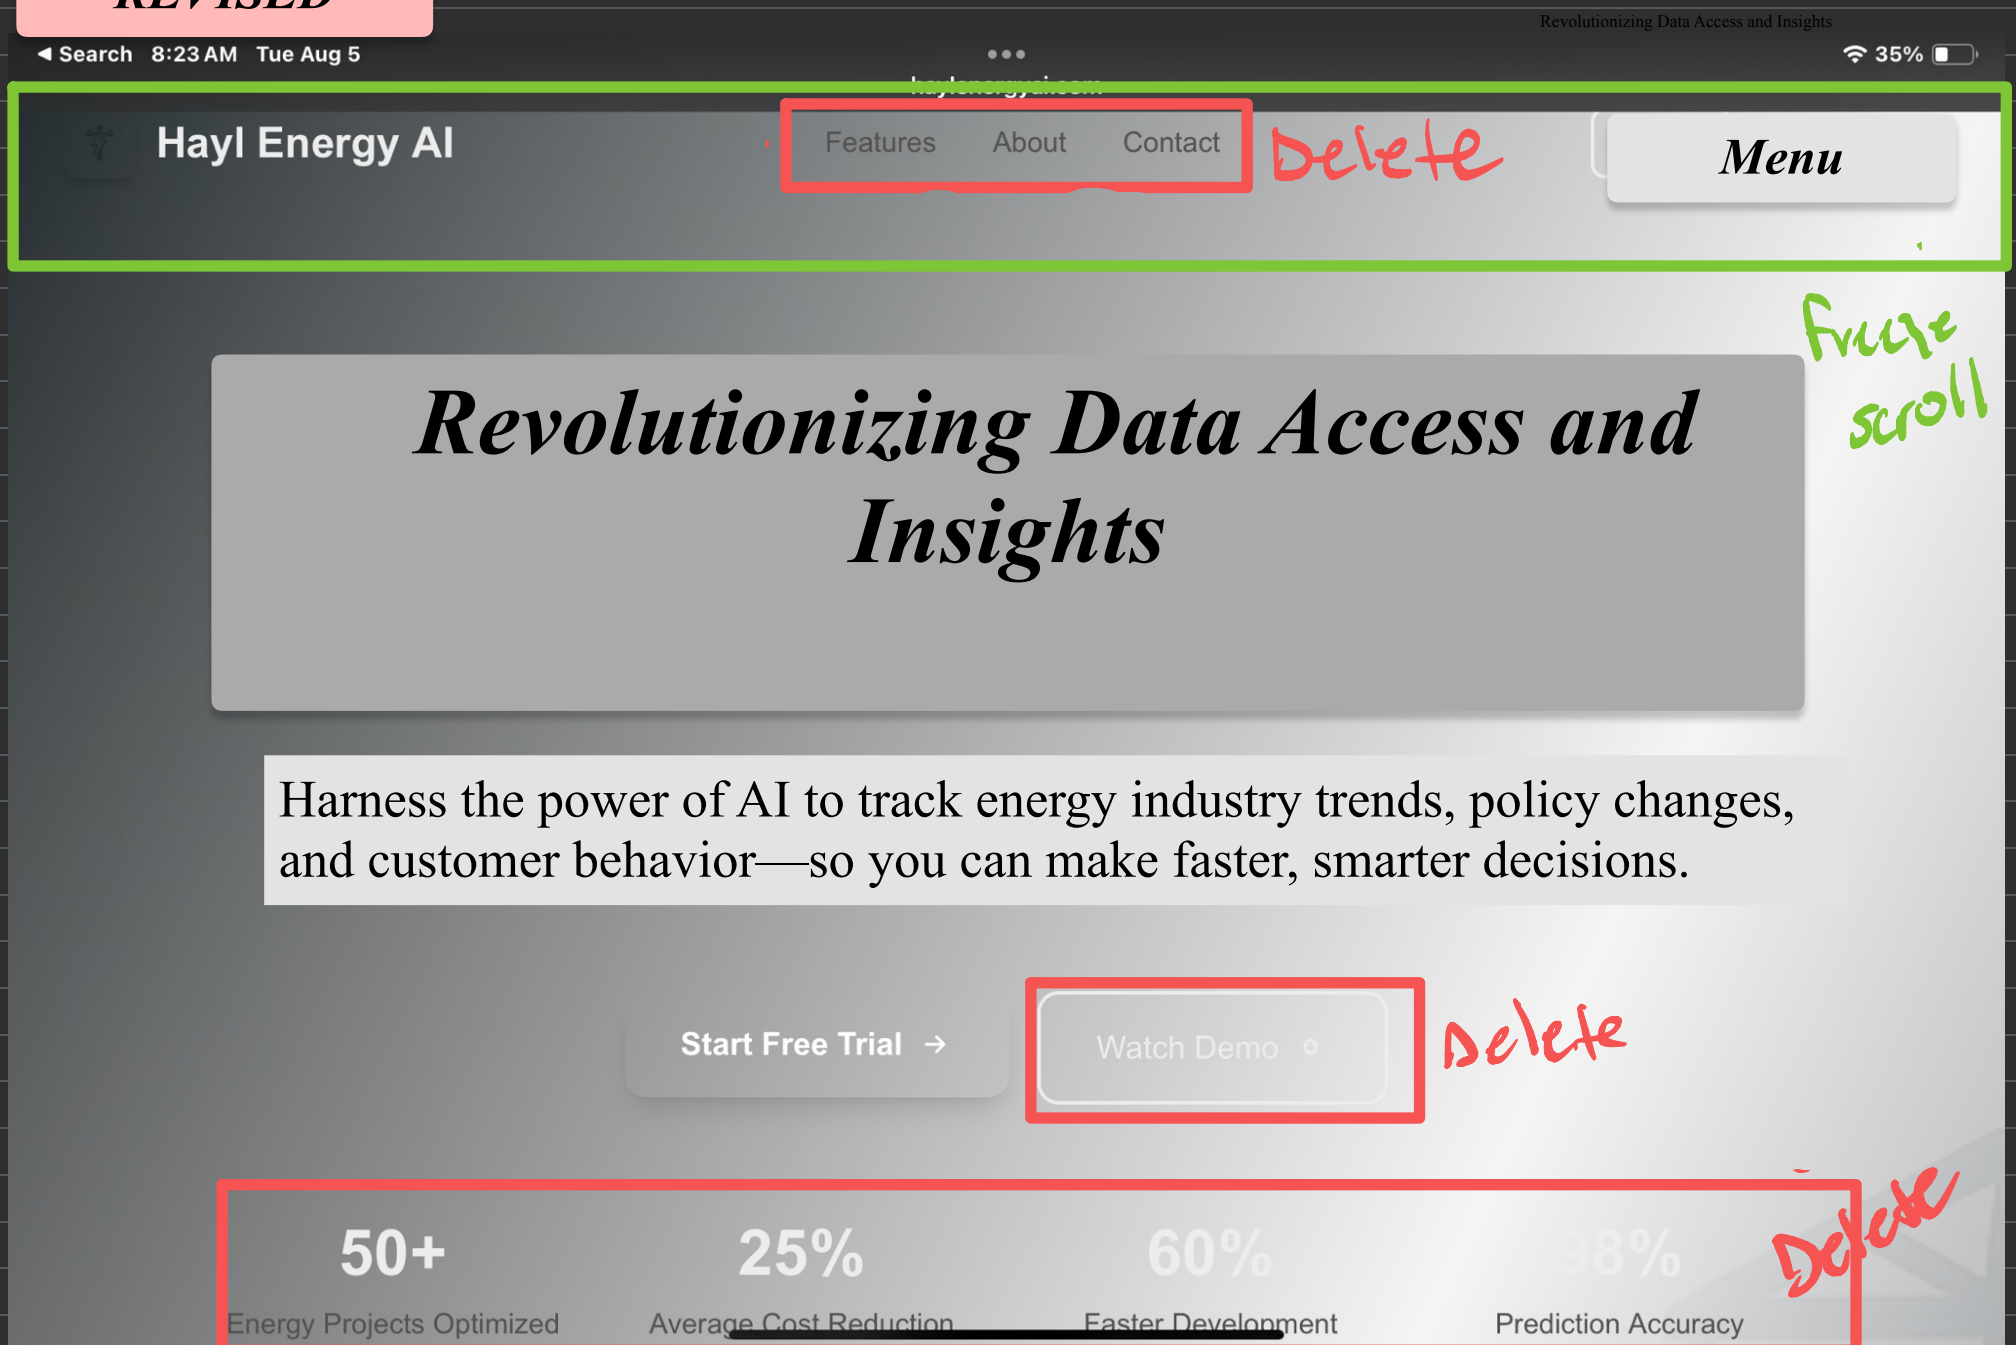 REVISED
Revolutionizing Data Access and Insights
Search 8:23 AM Tue Aug 5
35%
haylenergyai.com
Hayl Energy AI
Features About Contact
Delete
Menu
Freeze
scroll
Revolutionizing Data Access and
Insights
Harness the power of AI to track energy industry trends, policy changes,
and customer behavior—so you can make faster, smarter decisions.
Start Free Trial →
Watch Demo
Delete
Delete
50+ 25% 60% 98%
Energy Projects Optimized Average Cost Reduction Faster Development Prediction Accuracy